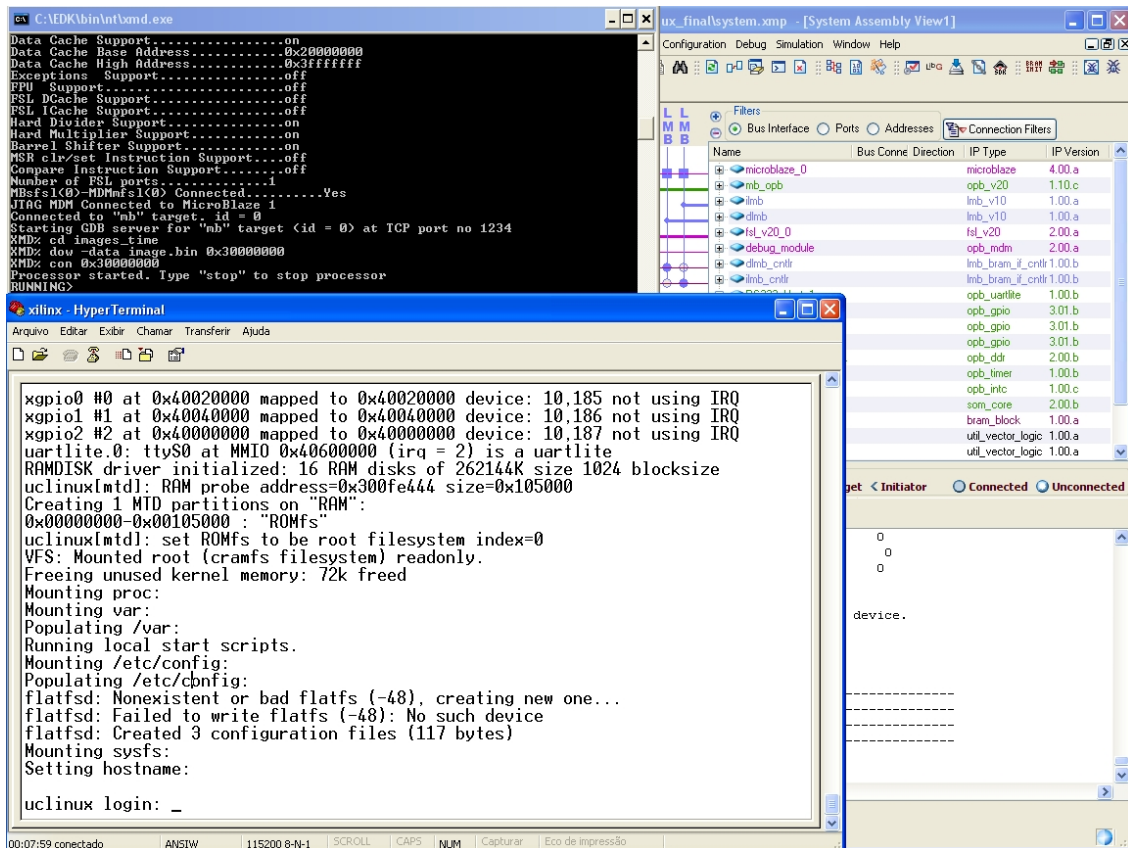 C:\EDK\bin\nt\xmd.exe
Data Cache Support.................on
Data Cache Base Address............0x20000000
Data Cache High Address............0x3fffffff
Exceptions  Support................off
FPU  Support.......................off
FSL DCache Support.................off
FSL ICache Support.................off
Hard Divider Support...............on
Hard Multiplier Support............on
Barrel Shifter Support.............on
MSR clr/set Instruction Support....off
Compare Instruction Support........off
Number of FSL ports..............1
MBsfsl(0)-MDMmfsl(0) Connected..........Yes
JTAG MDM Connected to MicroBlaze 1
Connected to "mb" target. id = 0
Starting GDB server for "mb" target (id = 0) at TCP port no 1234
XMD% cd images_time
XMD% dow -data image.bin 0x30000000
XMD% con 0x30000000
Processor started. Type "stop" to stop processor
RUNNING>
ux_final\system.xmp - [System Assembly View1]
Configuration Debug Simulation Window Help
L L
M M
B B
Filters
Bus Interface Ports Addresses Connection Filters
Name Bus Conne Direction IP Type IP Version
microblaze_0 microblaze 4.00.a
mb_opb opb_v20 1.10.c
ilmb lmb_v10 1.00.a
dlmb lmb_v10 1.00.a
fsl_v20_0 fsl_v20 2.00.a
debug_module opb_mdm 2.00.a
dlmb_cntlr lmb_bram_if_cntlr 1.00.b
ilmb_cntlr lmb_bram_if_cntlr 1.00.b
opb_uartlite 1.00.b
opb_gpio 3.01.b
opb_gpio 3.01.b
opb_gpio 3.01.b
opb_ddr 2.00.b
opb_timer 1.00.b
opb_intc 1.00.c
som_core 2.00.b
bram_block 1.00.a
util_vector_logic 1.00.a
util_vector_logic 1.00.a
get Initiator Connected Unconnected
0
0
0
device.
---------------
---------------
---------------
---------------
xilinx - HyperTerminal
Arquivo Editar Exibir Chamar Transferir Ajuda
xgpio0 #0 at 0x40020000 mapped to 0x40020000 device: 10,185 not using IRQ
xgpio1 #1 at 0x40040000 mapped to 0x40040000 device: 10,186 not using IRQ
xgpio2 #2 at 0x40000000 mapped to 0x40000000 device: 10,187 not using IRQ
uartlite.0: ttyS0 at MMIO 0x40600000 (irq = 2) is a uartlite
RAMDISK driver initialized: 16 RAM disks of 262144K size 1024 blocksize
uclinux[mtd]: RAM probe address=0x300fe444 size=0x105000
Creating 1 MTD partitions on "RAM":
0x00000000-0x00105000 : "ROMfs"
uclinux[mtd]: set ROMfs to be root filesystem index=0
VFS: Mounted root (cramfs filesystem) readonly.
Freeing unused kernel memory: 72k freed
Mounting proc:
Mounting var:
Populating /var:
Running local start scripts.
Mounting /etc/config:
Populating /etc/config:
flatfsd: Nonexistent or bad flatfs (-48), creating new one...
flatfsd: Failed to write flatfs (-48): No such device
flatfsd: Created 3 configuration files (117 bytes)
Mounting sysfs:
Setting hostname:
uclinux login: _
00:07:59 conectado ANSIW 115200 8-N-1 SCROLL CAPS NUM Capturar Eco de impressão